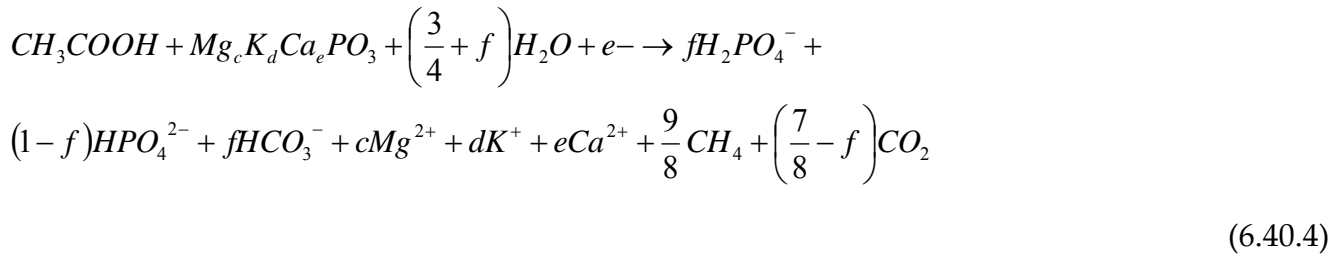 CH₃COOH + Mg_cK_dCa_ePO₃ + (3/4 + f)H₂O + e− → fH₂PO₄⁻ +
(1 − f)HPO₄²⁻ + fHCO₃⁻ + cMg²⁺ + dK⁺ + eCa²⁺ + 9/8 CH₄ + (7/8 − f)CO₂
(6.40.4)